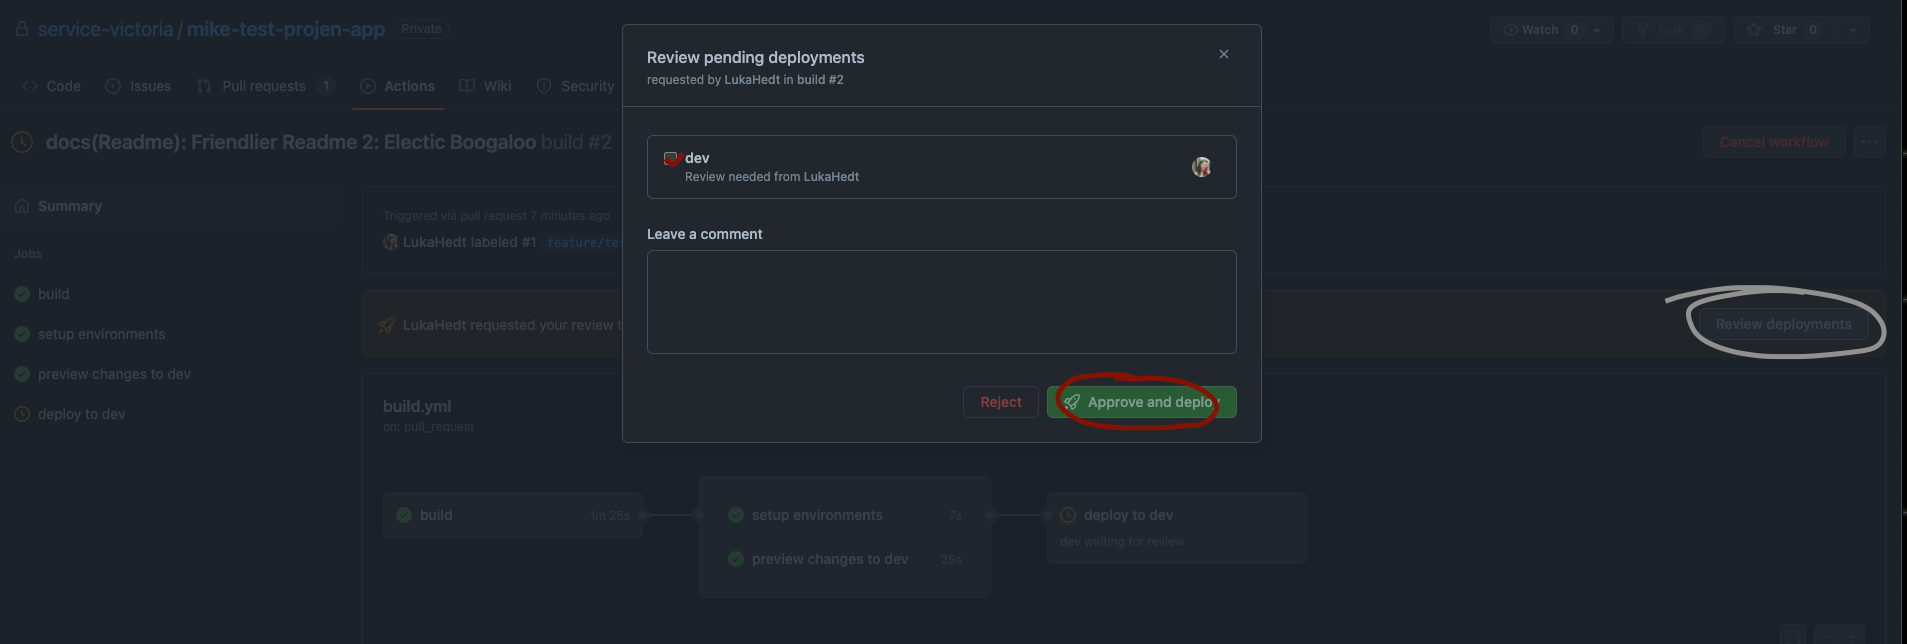 service-victoria / mike-test-projen-app Private
Watch 0
Fork 0
Star 0
Code
Issues
Pull requests 1
Actions
Wiki
Security
docs(Readme): Friendlier Readme 2: Electic Boogaloo build #2
Cancel workflow
Summary
Jobs
build
setup environments
preview changes to dev
deploy to dev
Triggered via pull request 7 minutes ago
LukaHedt labeled #1
LukaHedt requested your review
Review deployments
build.yml
on: pull_request
build 1m 25s
setup environments 7s
preview changes to dev 25s
deploy to dev
dev waiting for review
Review pending deployments
requested by LukaHedt in build #2
dev
Review needed from LukaHedt
Leave a comment
Reject
Approve and deploy